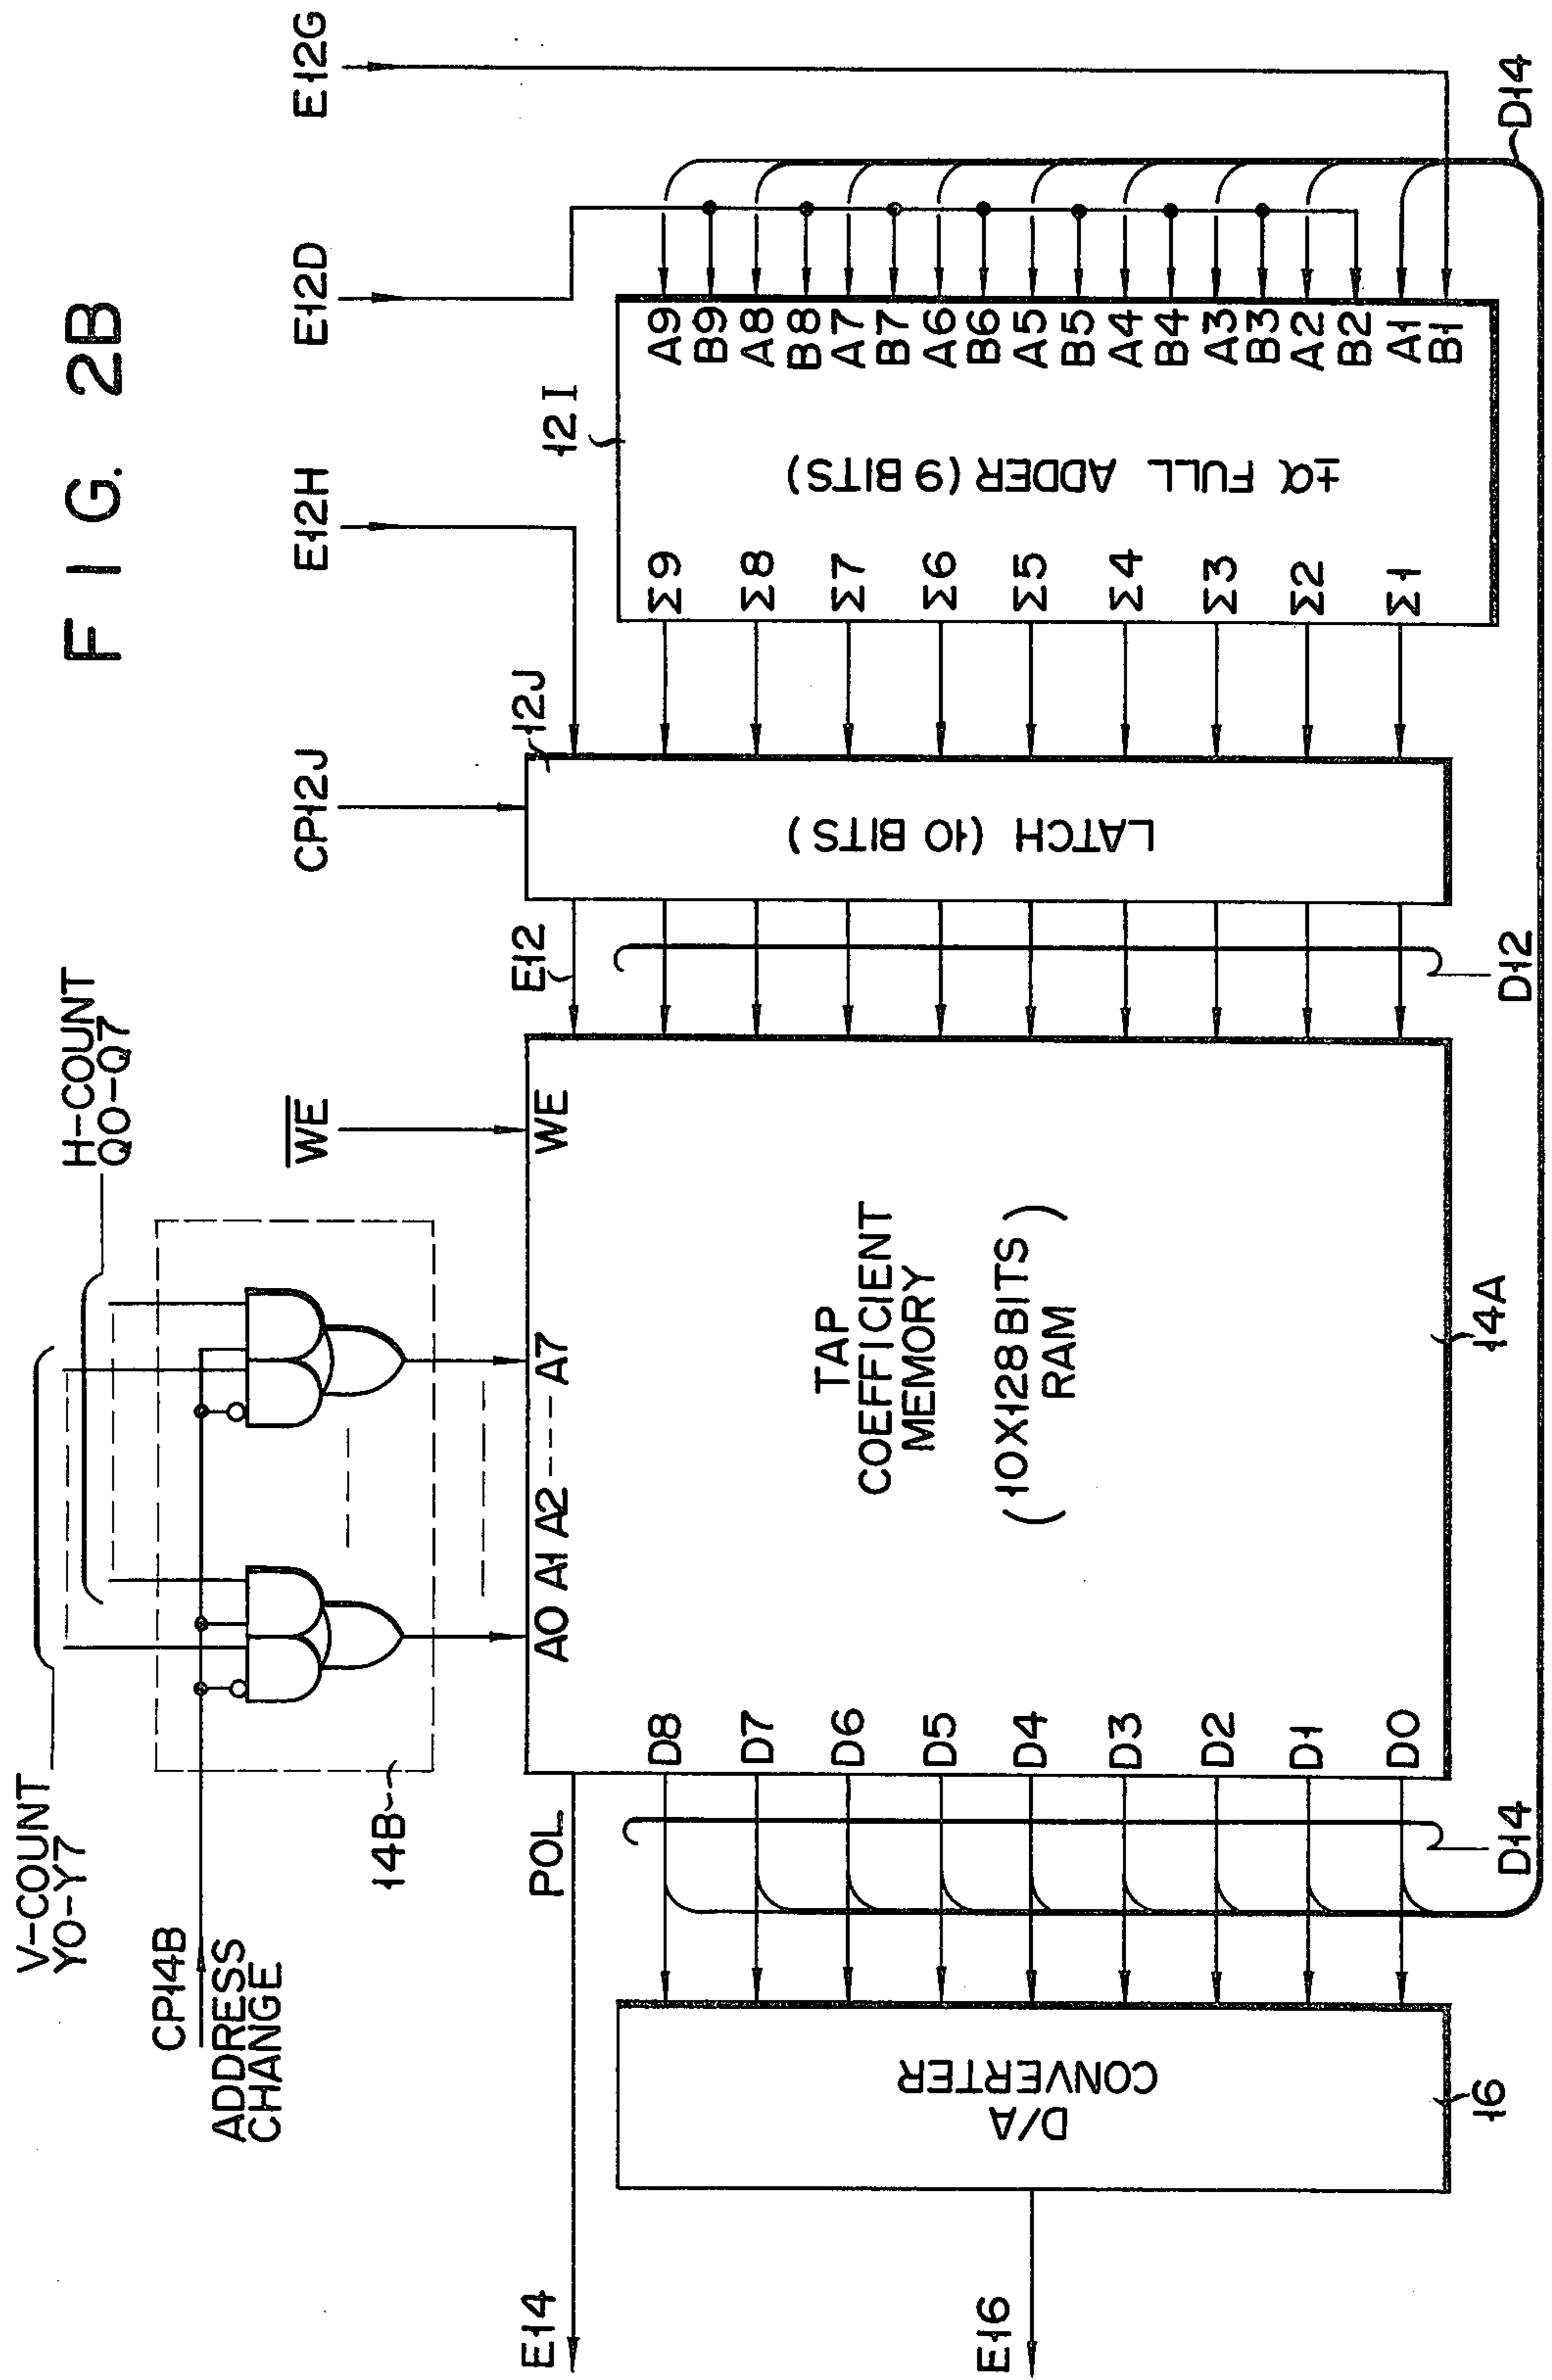 FIG. 2B
V-COUNT
Y0-Y7
H-COUNT
Q0-Q7
CP14B
ADDRESS
CHANGE
14B
WE
CP12J
E12H
E12D
E12G
E14
POL
A0 A1 A2 --- A7
WE
E12
12J
12I
D8
D7
D6
D5
D4
D3
D2
D1
D0
TAP
COEFFICIENT
MEMORY
(10X128BITS)
RAM
LATCH (10 BITS)
Σ9
Σ8
Σ7
Σ6
Σ5
Σ4
Σ3
Σ2
Σ1
±α FULL ADDER (9 BITS)
A9
B9
A8
B8
A7
B7
A6
B6
A5
B5
A4
B4
A3
B3
A2
B2
A1
B1
D/A
CONVERTER
E16
16
D14
14A
D12
D14